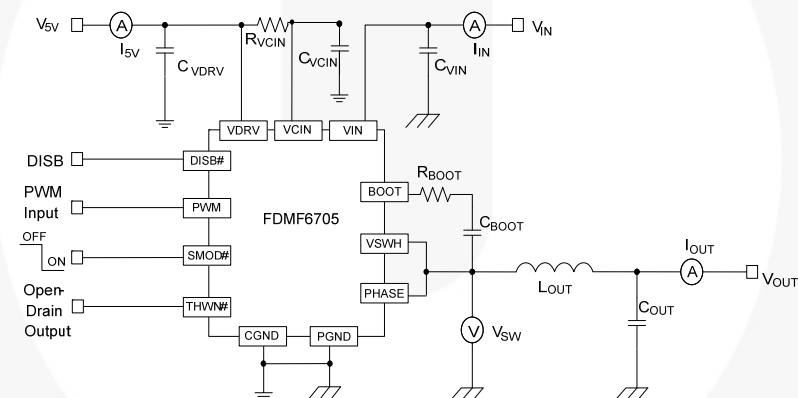 V5V
A
I5V
RVCIN
A
IIN
VIN
CVDRV
CVCIN
CVIN
VDRV
VCIN
VIN
DISB
DISB#
PWM
Input
PWM
FDMF6705
BOOT
RBOOT
CBOOT
OFF
ON
SMOD#
VSWH
Open-
Drain
Output
THWN#
PHASE
LOUT
IOUT
A
VOUT
COUT
V
VSW
CGND
PGND